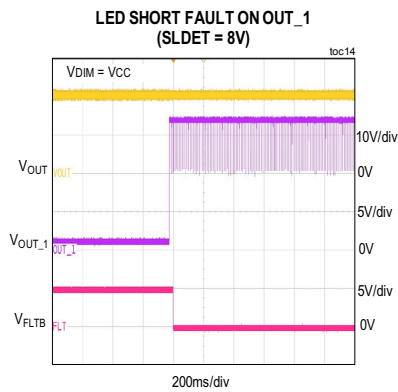 LED SHORT FAULT ON OUT_1
(SLDET = 8V)
toc14
VDIM = VCC
10V/div
VOUT
VOUT
0V
5V/div
VOUT_1
OUT_1
0V
5V/div
VFLTB
FLT
0V
200ms/div